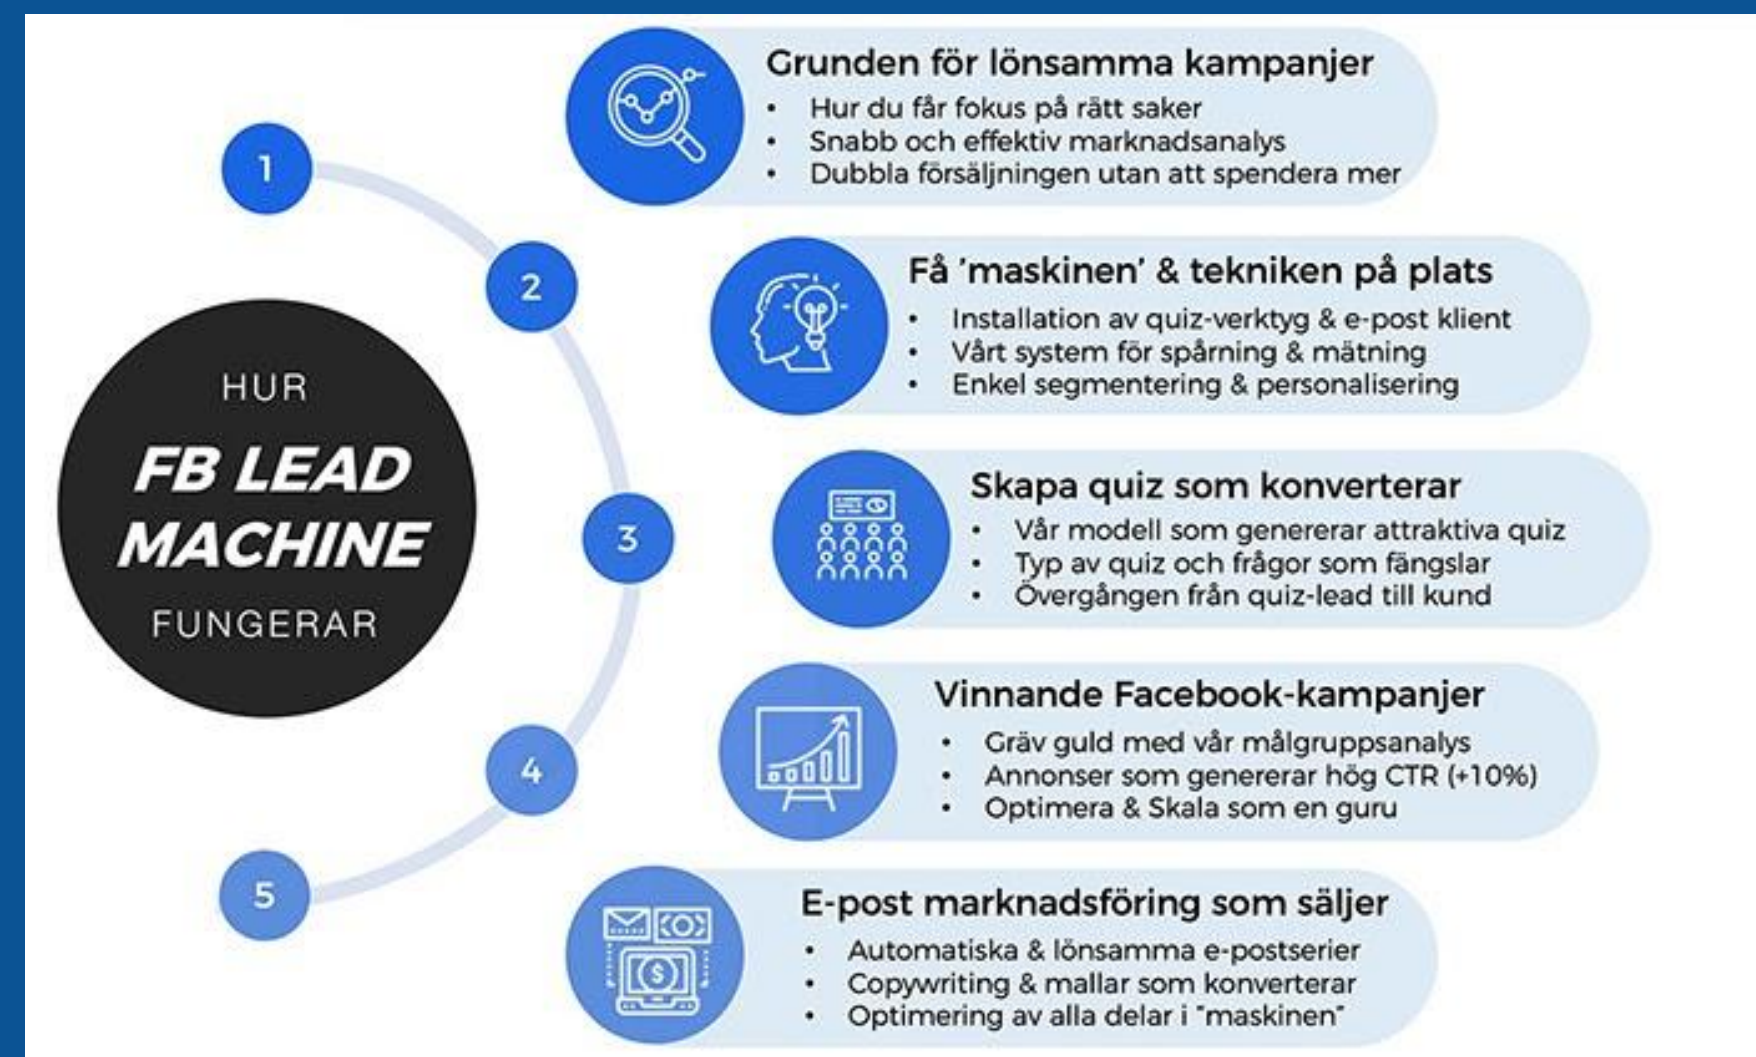 HUR
FB LEAD
MACHINE
FUNGERAR
1
Grunden för lönsamma kampanjer
• Hur du får fokus på rätt saker
• Snabb och effektiv marknadsanalys
• Dubbla försäljningen utan att spendera mer
2
Få 'maskinen' & tekniken på plats
• Installation av quiz-verktyg & e-post klient
• Vårt system för spårning & mätning
• Enkel segmentering & personalisering
3
Skapa quiz som konverterar
• Vår modell som genererar attraktiva quiz
• Typ av quiz och frågor som fängslar
• Övergången från quiz-lead till kund
4
Vinnande Facebook-kampanjer
• Gräv guld med vår målgruppsanalys
• Annonser som genererar hög CTR (+10%)
• Optimera & Skala som en guru
5
E-post marknadsföring som säljer
• Automatiska & lönsamma e-postserier
• Copywriting & mallar som konverterar
• Optimering av alla delar i "maskinen"